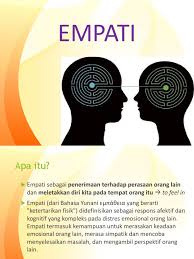 EMPATI
Apa itu?
Empati sebagai penerimaan terhadap perasaan orang lain
dan meletakkan diri kita pada tempat orang itu → to feel in
Empati (dari Bahasa Yunani εμπάθεια yang berarti
"ketertarikan fisik") didefinisikan sebagai respons afektif dan
kognitif yang kompleks pada distres emosional orang lain.
Empati termasuk kemampuan untuk merasakan keadaan
emosional orang lain, merasa simpatik dan mencoba
menyelesaikan masalah, dan mengambil perspektif orang
lain.